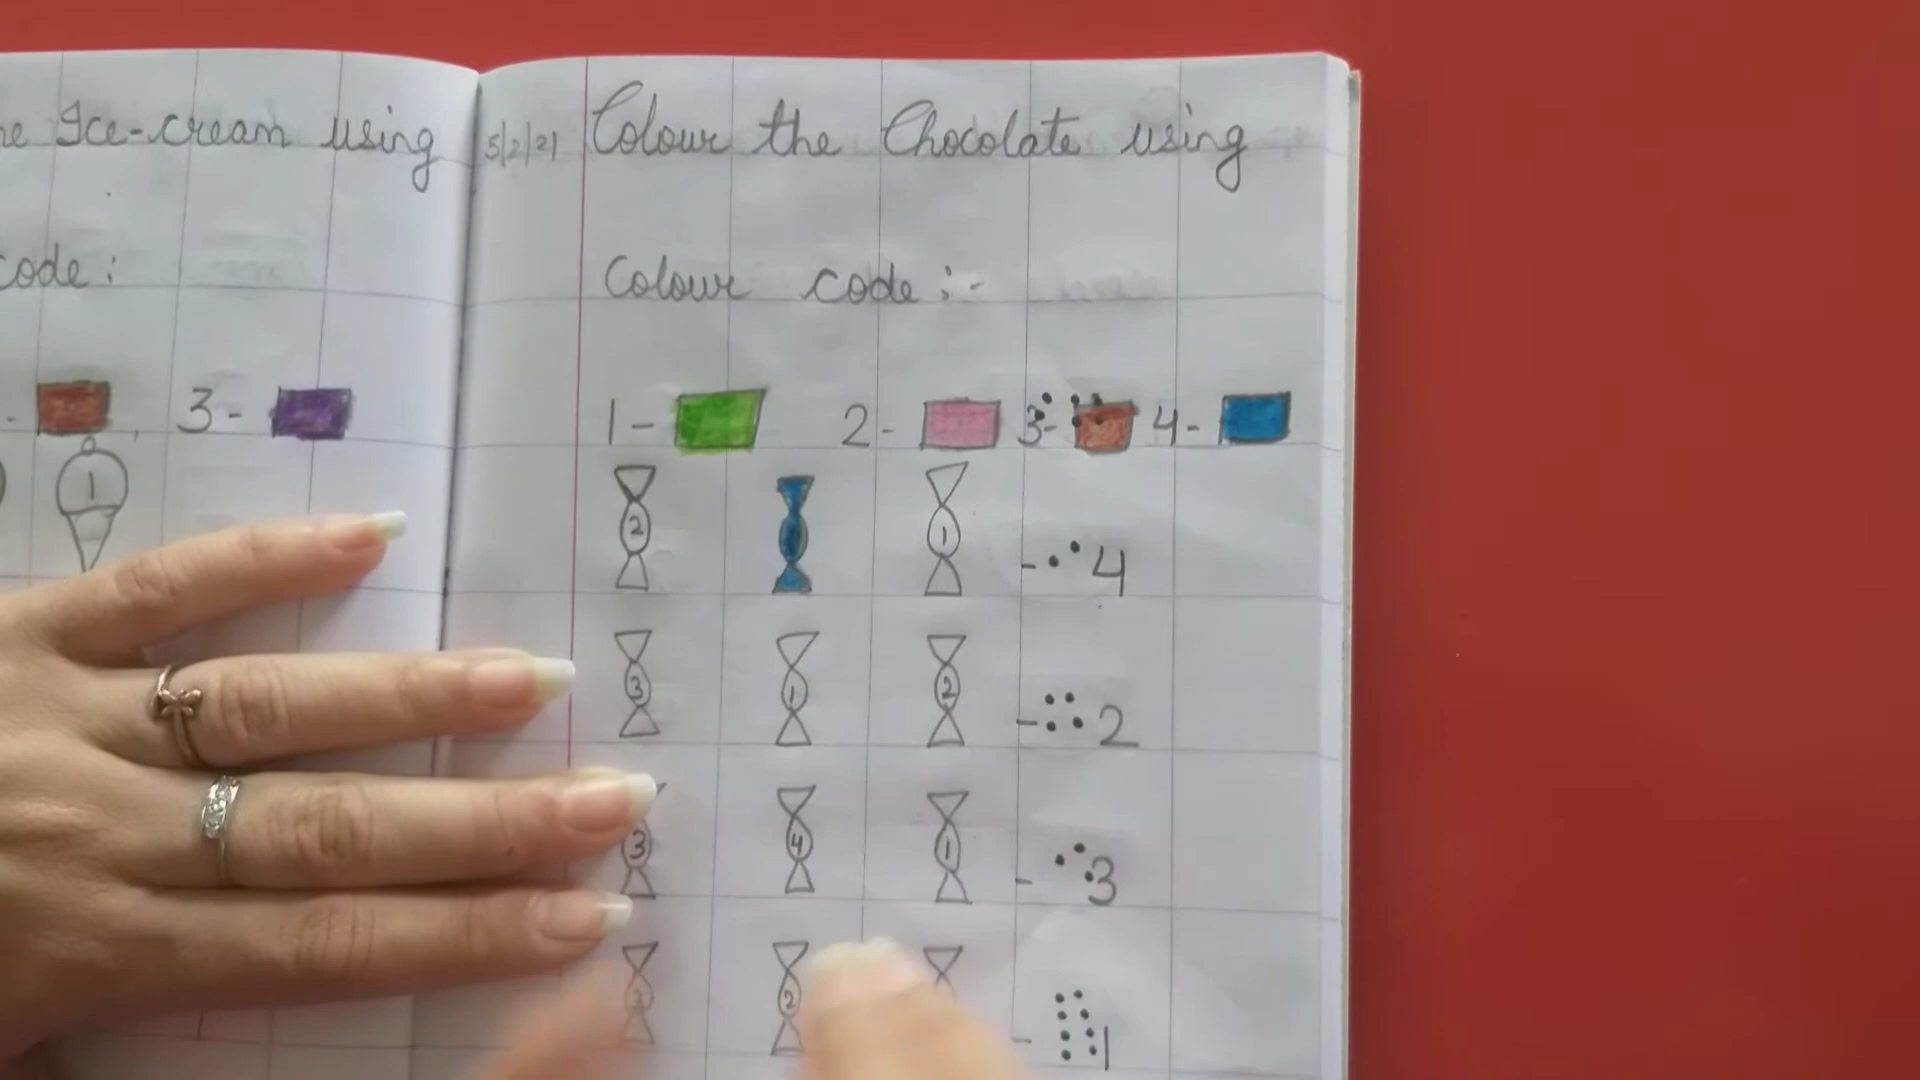 he Ice-cream using
code:
- 3-
1
5/2/21 Colour the Chocolate using
Colour code :-
1- 2- 3- 4-
2 1 - 4
3 1 2 - 2
3 4 1 - 3
2 - 1